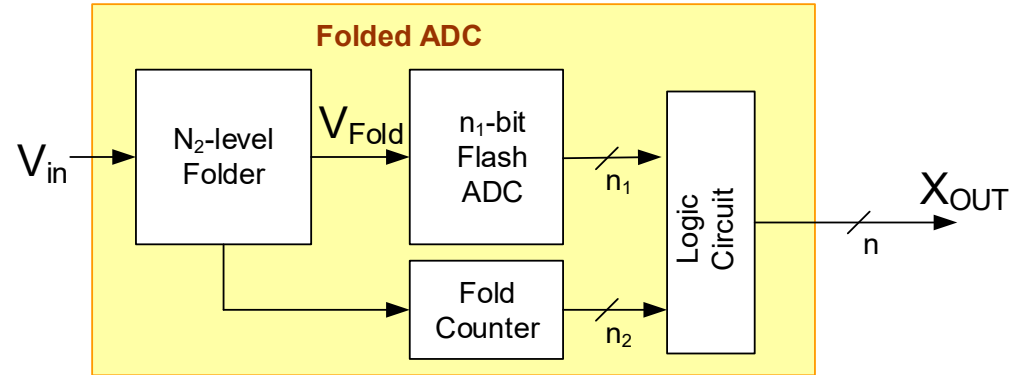 Folded ADC
N₂-level
Folder
V_Fold
n₁-bit
Flash
ADC
n₁
V_in
Logic
Circuit
X_OUT
n
Fold
Counter
n₂